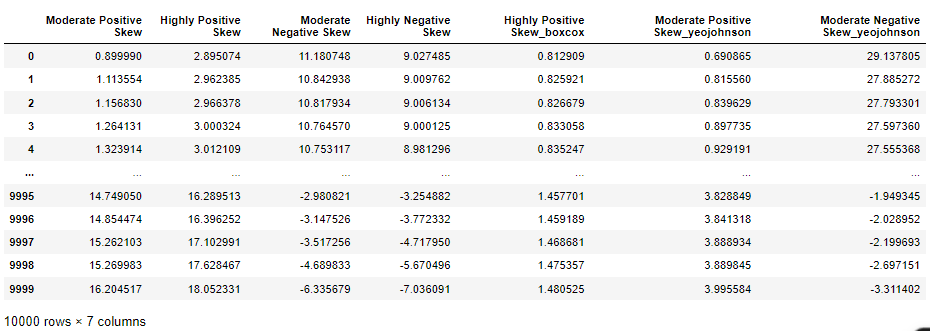 Moderate Positive Highly Positive Moderate Highly Negative Highly Positive Moderate Positive Moderate Negative
Skew Skew Negative Skew Skew Skew_boxcox Skew_yeojohnson Skew_yeojohnson
0 0.899990 2.895074 11.180748 9.027485 0.812909 0.690865 29.137805
1 1.113554 2.962385 10.842938 9.009762 0.825921 0.815560 27.885272
2 1.156830 2.966378 10.817934 9.006134 0.826679 0.839629 27.793301
3 1.264131 3.000324 10.764570 9.000125 0.833058 0.897735 27.597360
4 1.323914 3.012109 10.753117 8.981296 0.835247 0.929191 27.555368
... ... ... ... ... ... ... ...
9995 14.749050 16.289513 -2.980821 -3.254882 1.457701 3.828849 -1.949345
9996 14.854474 16.396252 -3.147526 -3.772332 1.459189 3.841318 -2.028952
9997 15.262103 17.102991 -3.517256 -4.717950 1.468681 3.888934 -2.199693
9998 15.269983 17.628467 -4.689833 -5.670496 1.475357 3.889845 -2.697151
9999 16.204517 18.052331 -6.335679 -7.036091 1.480525 3.995584 -3.311402
10000 rows × 7 columns